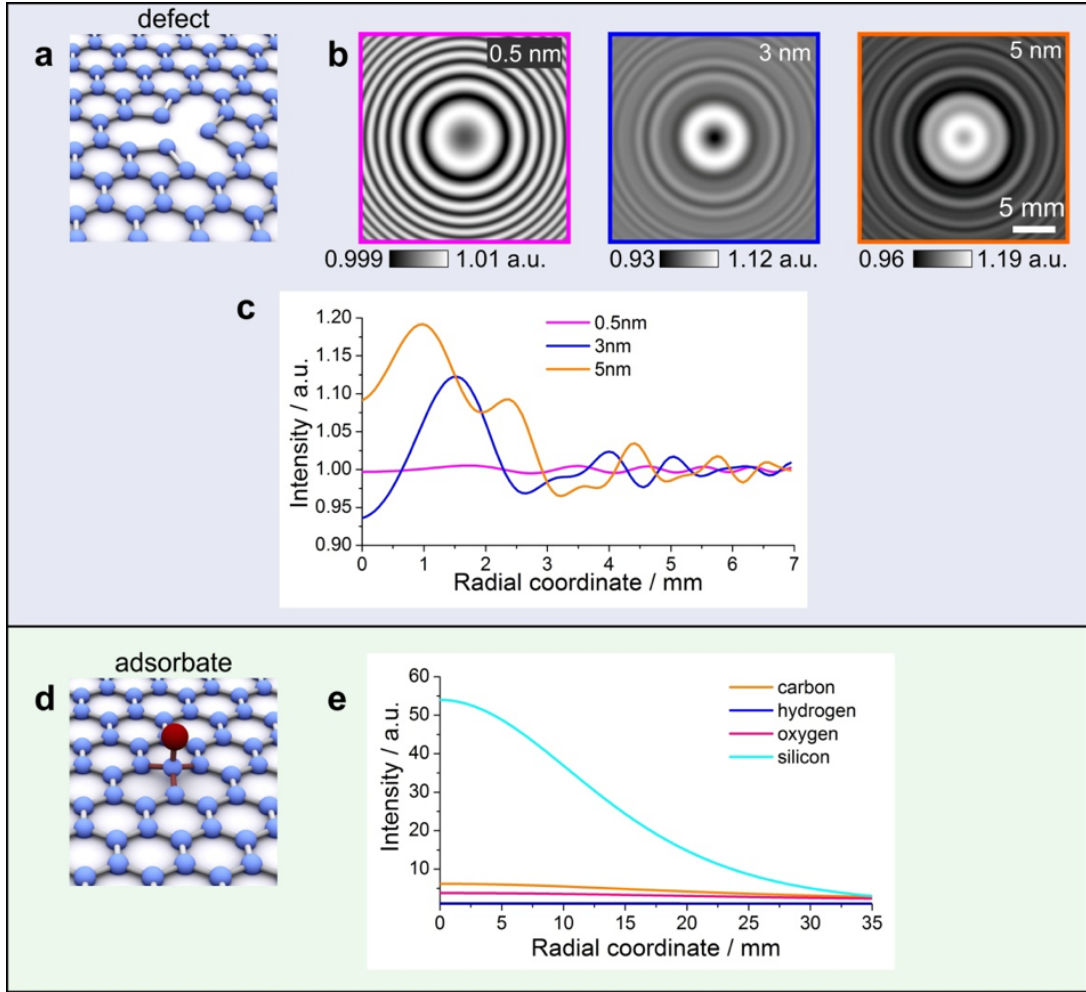 defect
a
b
0.5 nm
3 nm
5 nm
5 mm
0.999 1.01 a.u.
0.93 1.12 a.u.
0.96 1.19 a.u.
c
Intensity / a.u.
1.20
1.15
1.10
1.05
1.00
0.95
0.90
0.5nm
3nm
5nm
0 1 2 3 4 5 6 7
Radial coordinate / mm
adsorbate
d
e
Intensity / a.u.
60
50
40
30
20
10
carbon
hydrogen
oxygen
silicon
0 5 10 15 20 25 30 35
Radial coordinate / mm